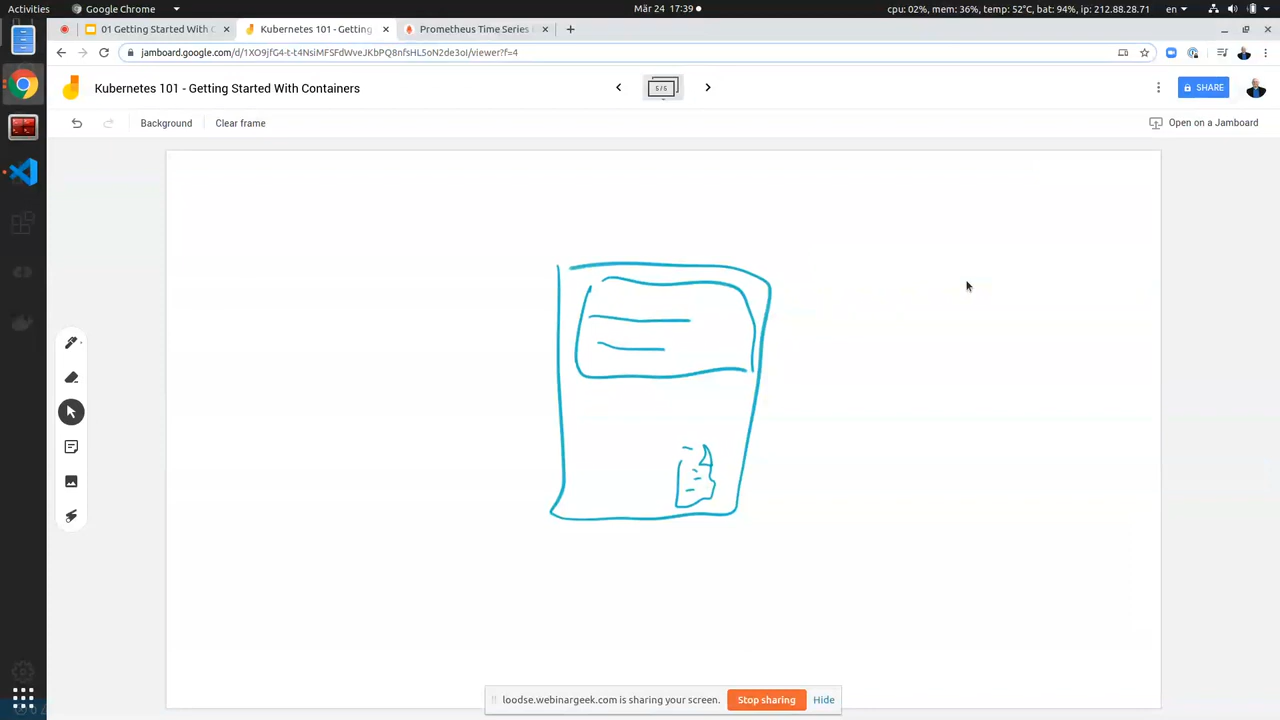 Activities
Google Chrome
Mär 24 17:39
cpu: 02%, mem: 36%, temp: 52°C, bat: 94%, ip: 212.88.28.71
en
01 Getting Started With C
Kubernetes 101 - Getting
Prometheus Time Series
jamboard.google.com/d/1XO9jfG4-t-t4NsiMFSFdWveJKbPQ8nfsHL5oN2de3oI/viewer?f=4
Kubernetes 101 - Getting Started With Containers
SHARE
Background
Clear frame
Open on a Jamboard
loodse.webinargeek.com is sharing your screen.
Stop sharing
Hide